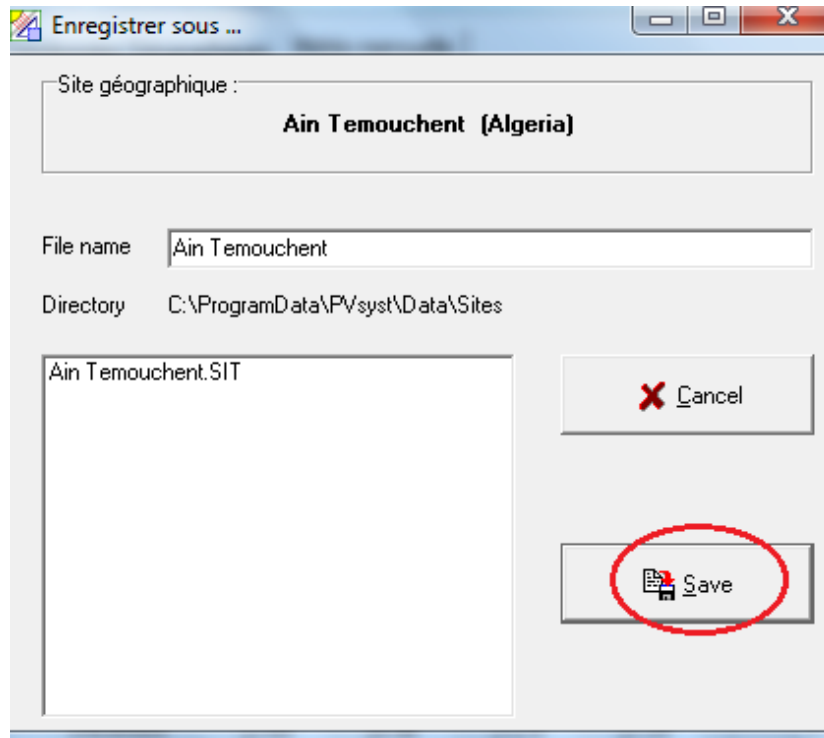 Enregistrer sous ...
Site géographique :
Ain Temouchent (Algeria)
File name Ain Temouchent
Directory C:\ProgramData\PVsyst\Data\Sites
Ain Temouchent.SIT
Cancel
Save